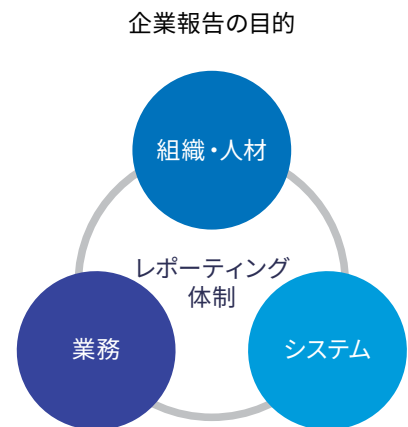 企業報告の目的
組織・人材
レポーティング
体制
業務
システム